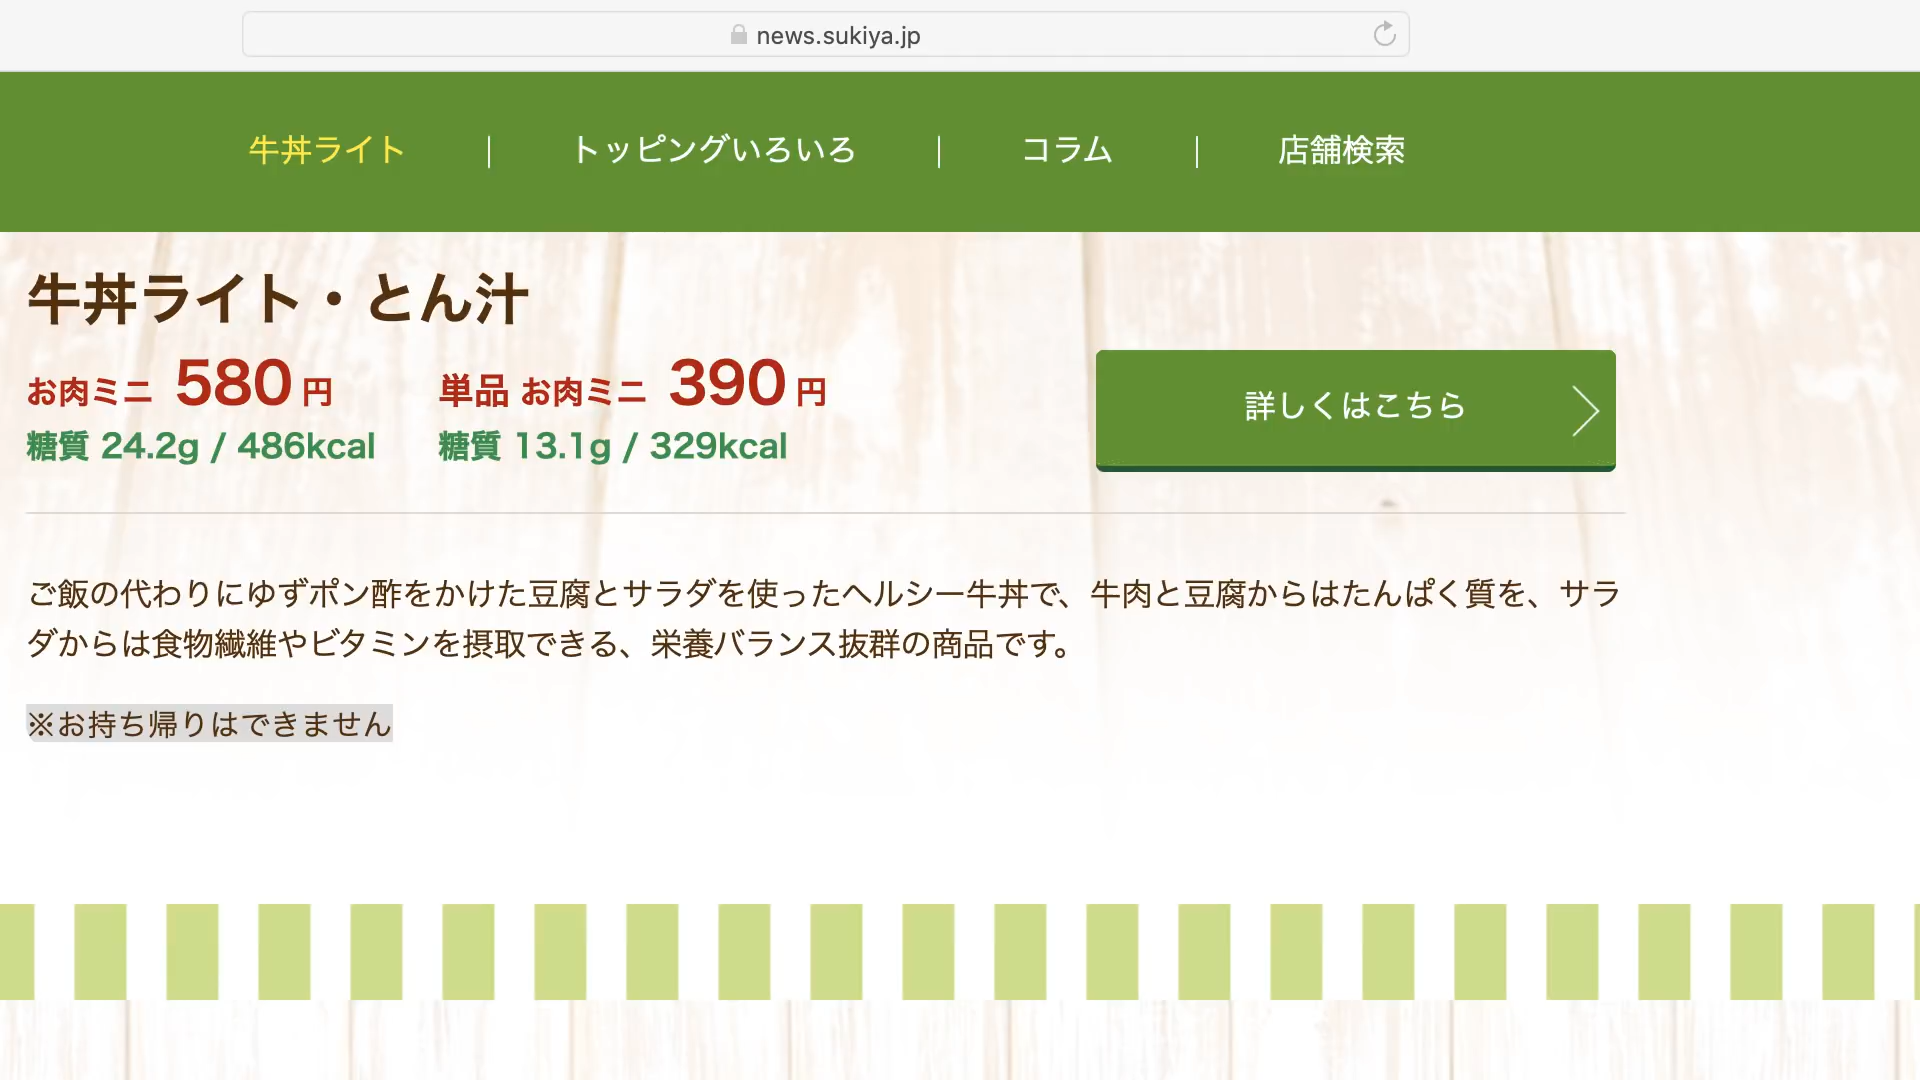 news.sukiya.jp
牛丼ライト | トッピングいろいろ | コラム | 店舗検索
牛丼ライト・とん汁
お肉ミニ 580円 単品 お肉ミニ 390円
糖質 24.2g / 486kcal 糖質 13.1g / 329kcal
詳しくはこちら
ご飯の代わりにゆずポン酢をかけた豆腐とサラダを使ったヘルシー牛丼で、牛肉と豆腐からはたんぱく質を、サラ
ダからは食物繊維やビタミンを摂取できる、栄養バランス抜群の商品です。
※お持ち帰りはできません